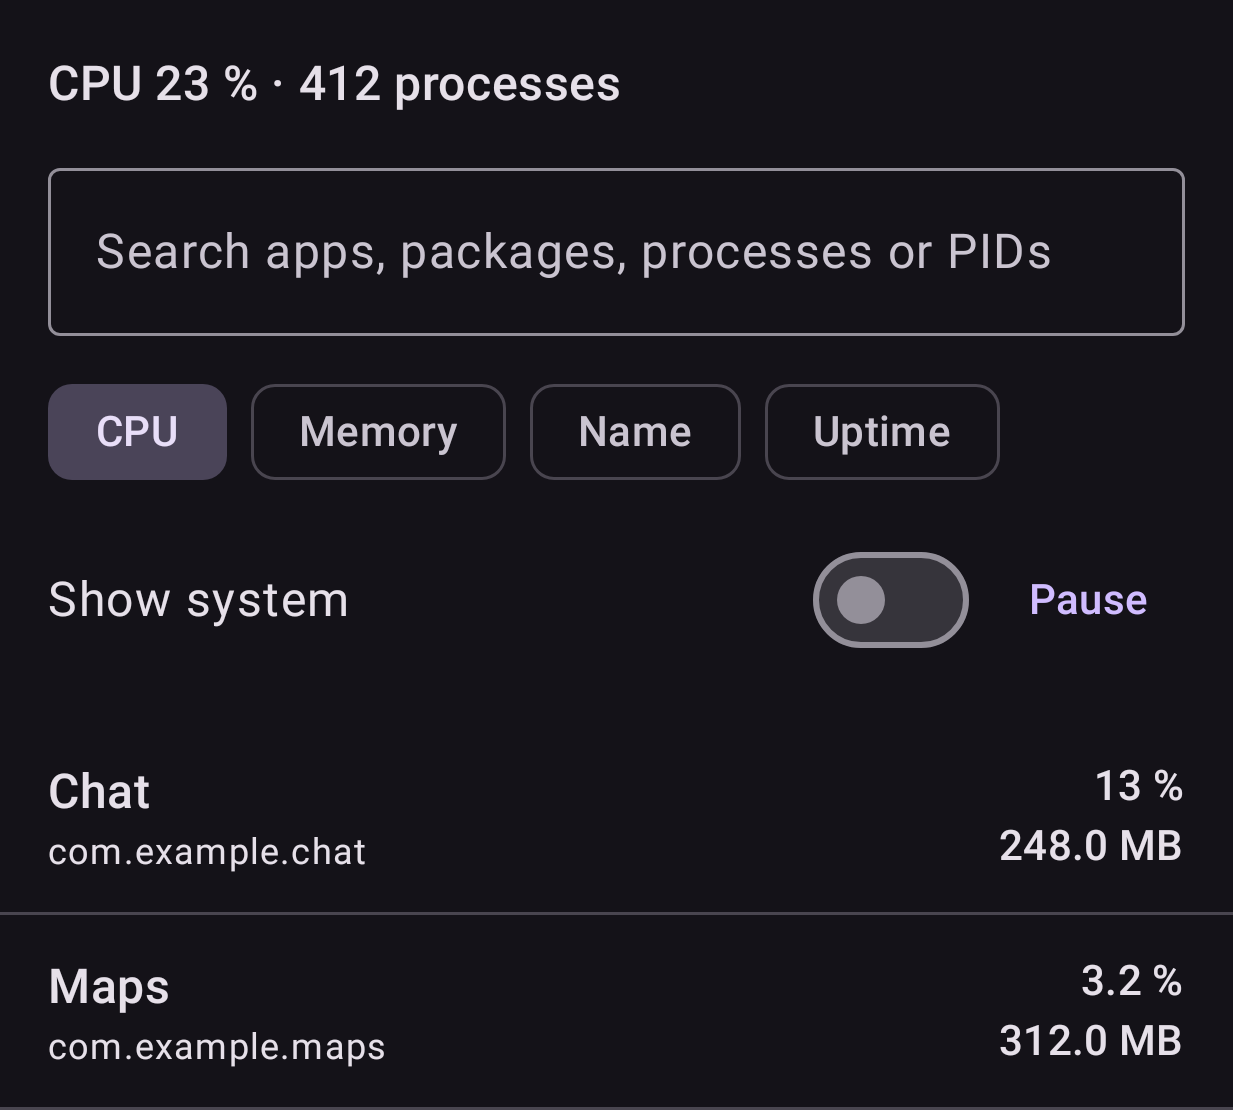 CPU 23 % · 412 processes
Search apps, packages, processes or PIDs
CPU
Memory
Name
Uptime
Show system
Pause
Chat
13 %
com.example.chat
248.0 MB
Maps
3.2 %
com.example.maps
312.0 MB